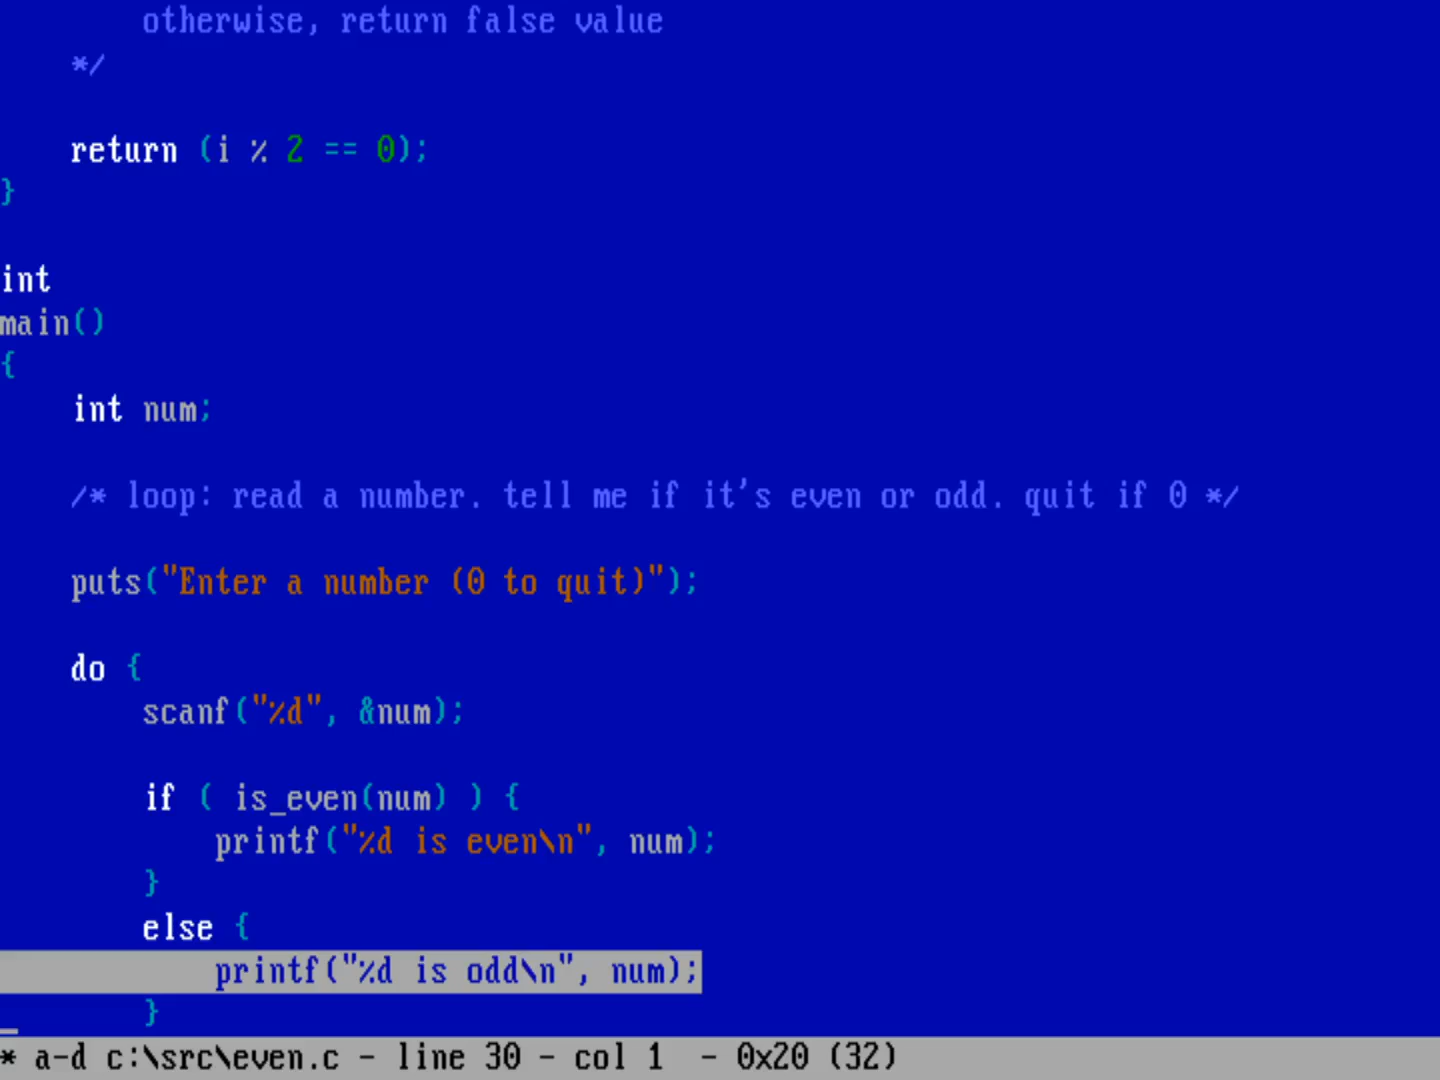 otherwise, return false value
*/
return (i % 2 == 0);
}
int
main()
{
int num;
/* loop: read a number. tell me if it's even or odd. quit if 0 */
puts("Enter a number (0 to quit)");
do {
scanf("%d", &num);
if ( is_even(num) ) {
printf("%d is even\n", num);
}
else {
printf("%d is odd\n", num);
}
* a-d c:\src\even.c - line 30 - col 1  - 0x20 (32)